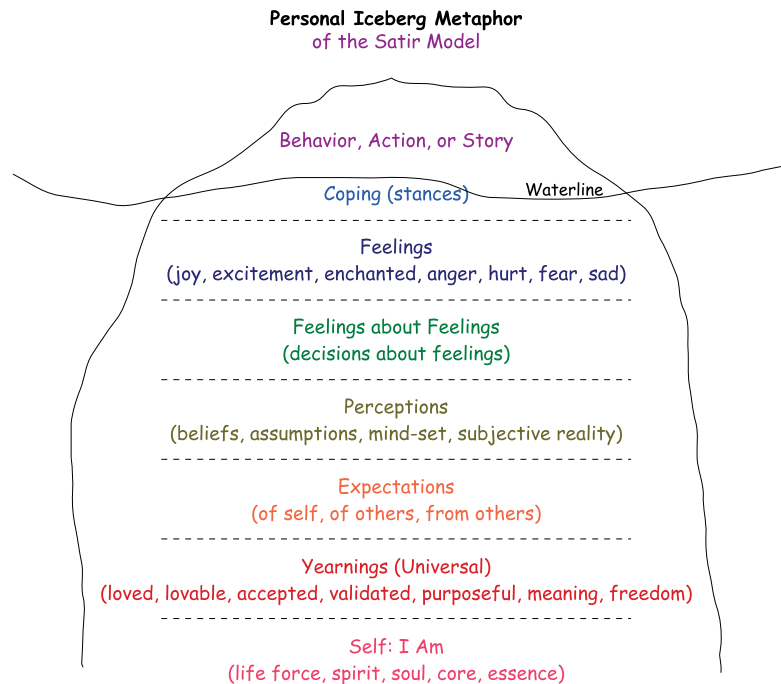 Personal Iceberg Metaphor
of the Satir Model
Behavior, Action, or Story
Waterline
Coping (stances)
Feelings
(joy, excitement, enchanted, anger, hurt, fear, sad)
Feelings about Feelings
(decisions about feelings)
Perceptions
(beliefs, assumptions, mind-set, subjective reality)
Expectations
(of self, of others, from others)
Yearnings (Universal)
(loved, lovable, accepted, validated, purposeful, meaning, freedom)
Self: I Am
(life force, spirit, soul, core, essence)